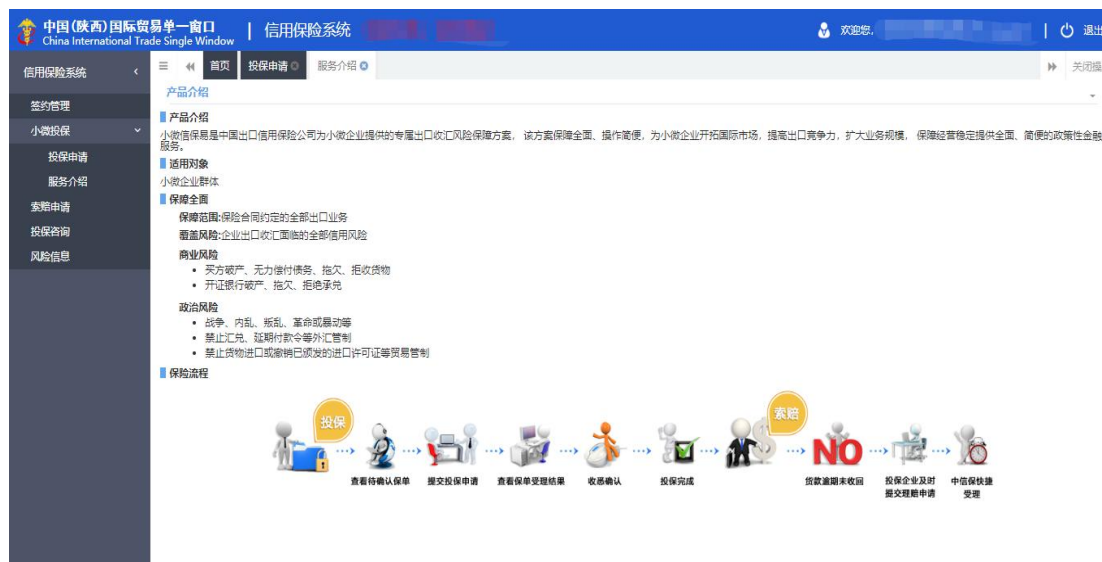 中国(陕西)国际贸易单一窗口 | 信用保险系统
China International Trade Single Window
欢迎您,
退出
信用保险系统
首页
投保申请
服务介绍
关闭操
签约管理
小微投保
投保申请
服务介绍
索赔申请
投保咨询
风险信息
产品介绍
产品介绍
小微信保易是中国出口信用保险公司为小微企业提供的专属出口收汇风险保障方案, 该方案保障全面、操作简便,为小微企业开拓国际市场,提高出口竞争力,扩大业务规模, 保障经营稳定提供全面、简便的政策性金融
服务。
适用对象
小微企业群体
保障全面
保障范围:保险合同约定的全部出口业务
覆盖风险:企业出口收汇面临的全部信用风险
商业风险
• 买方破产、无力偿付债务、拖欠、拒收货物
• 开证银行破产、拖欠、拒绝承兑
政治风险
• 战争、内乱、叛乱、革命或暴动等
• 禁止汇兑、延期付款令等外汇管制
• 禁止货物进口或撤销已颁发的进口许可证等贸易管制
保险流程
投保
索赔
NO
查看待确认保单
提交投保申请
查看保单受理结果
收悉确认
投保完成
货款逾期未收回
投保企业及时
提交理赔申请
中信保快捷
受理